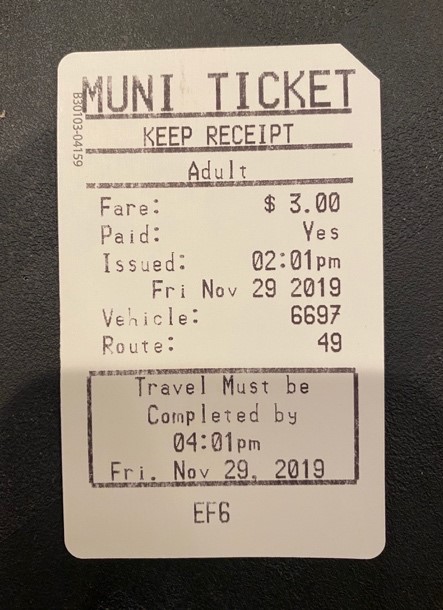 MUNI TICKET
830103-04159
KEEP RECEIPT
Adult
Fare: $ 3.00
Paid: Yes
Issued: 02:01pm
Fri Nov 29 2019
Vehicle: 6697
Route: 49
Travel Must be
Completed by
04:01pm
Fri. Nov 29, 2019
EF6